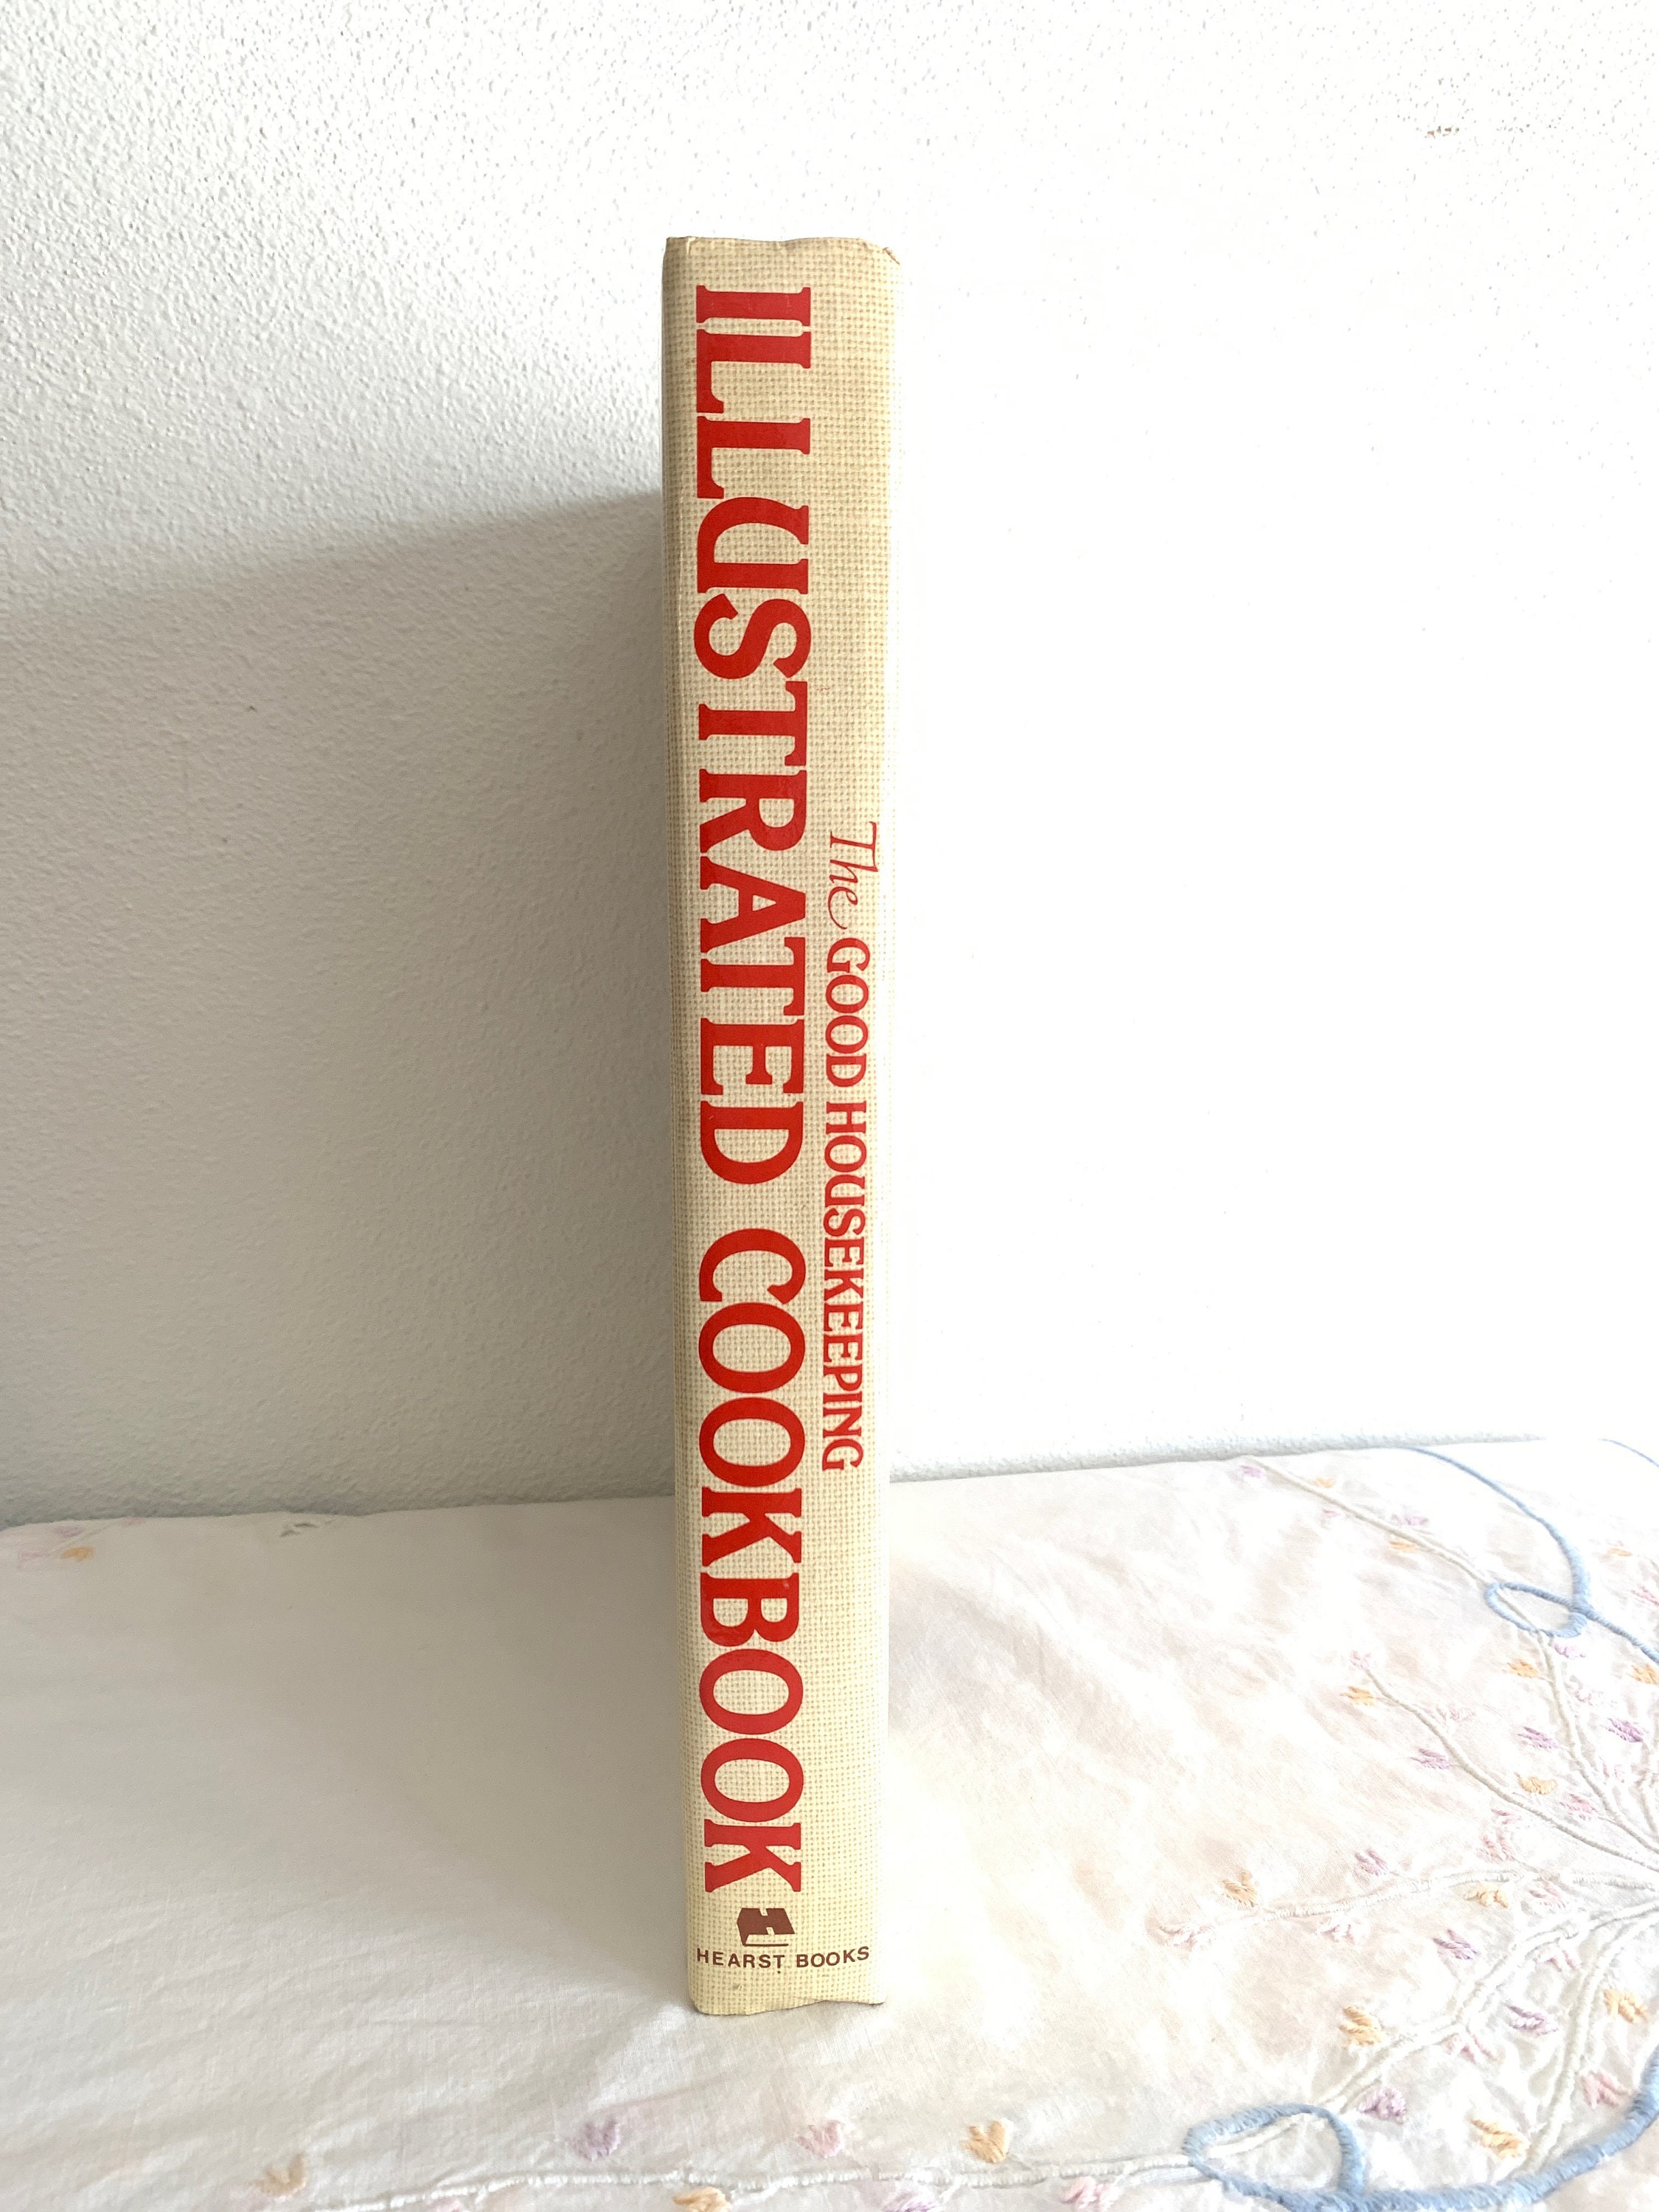 The GOOD HOUSEKEEPING
ILLUSTRATED COOKBOOK
HEARST BOOKS